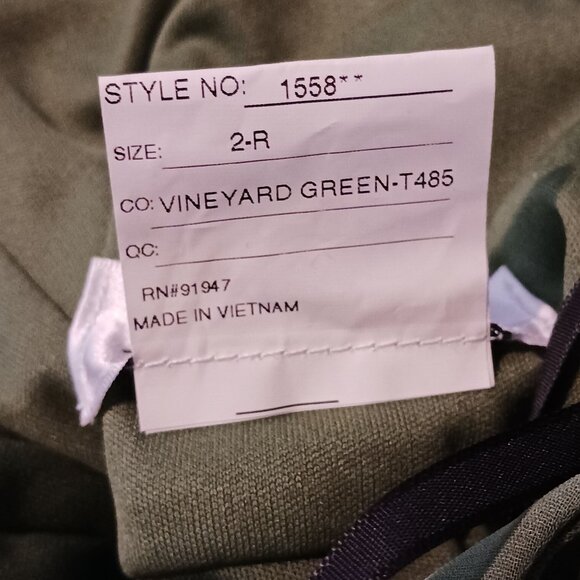 STYLE NO: 1558**
SIZE: 2-R
CO: VINEYARD GREEN-T485
QC:
RN#91947
MADE IN VIETNAM